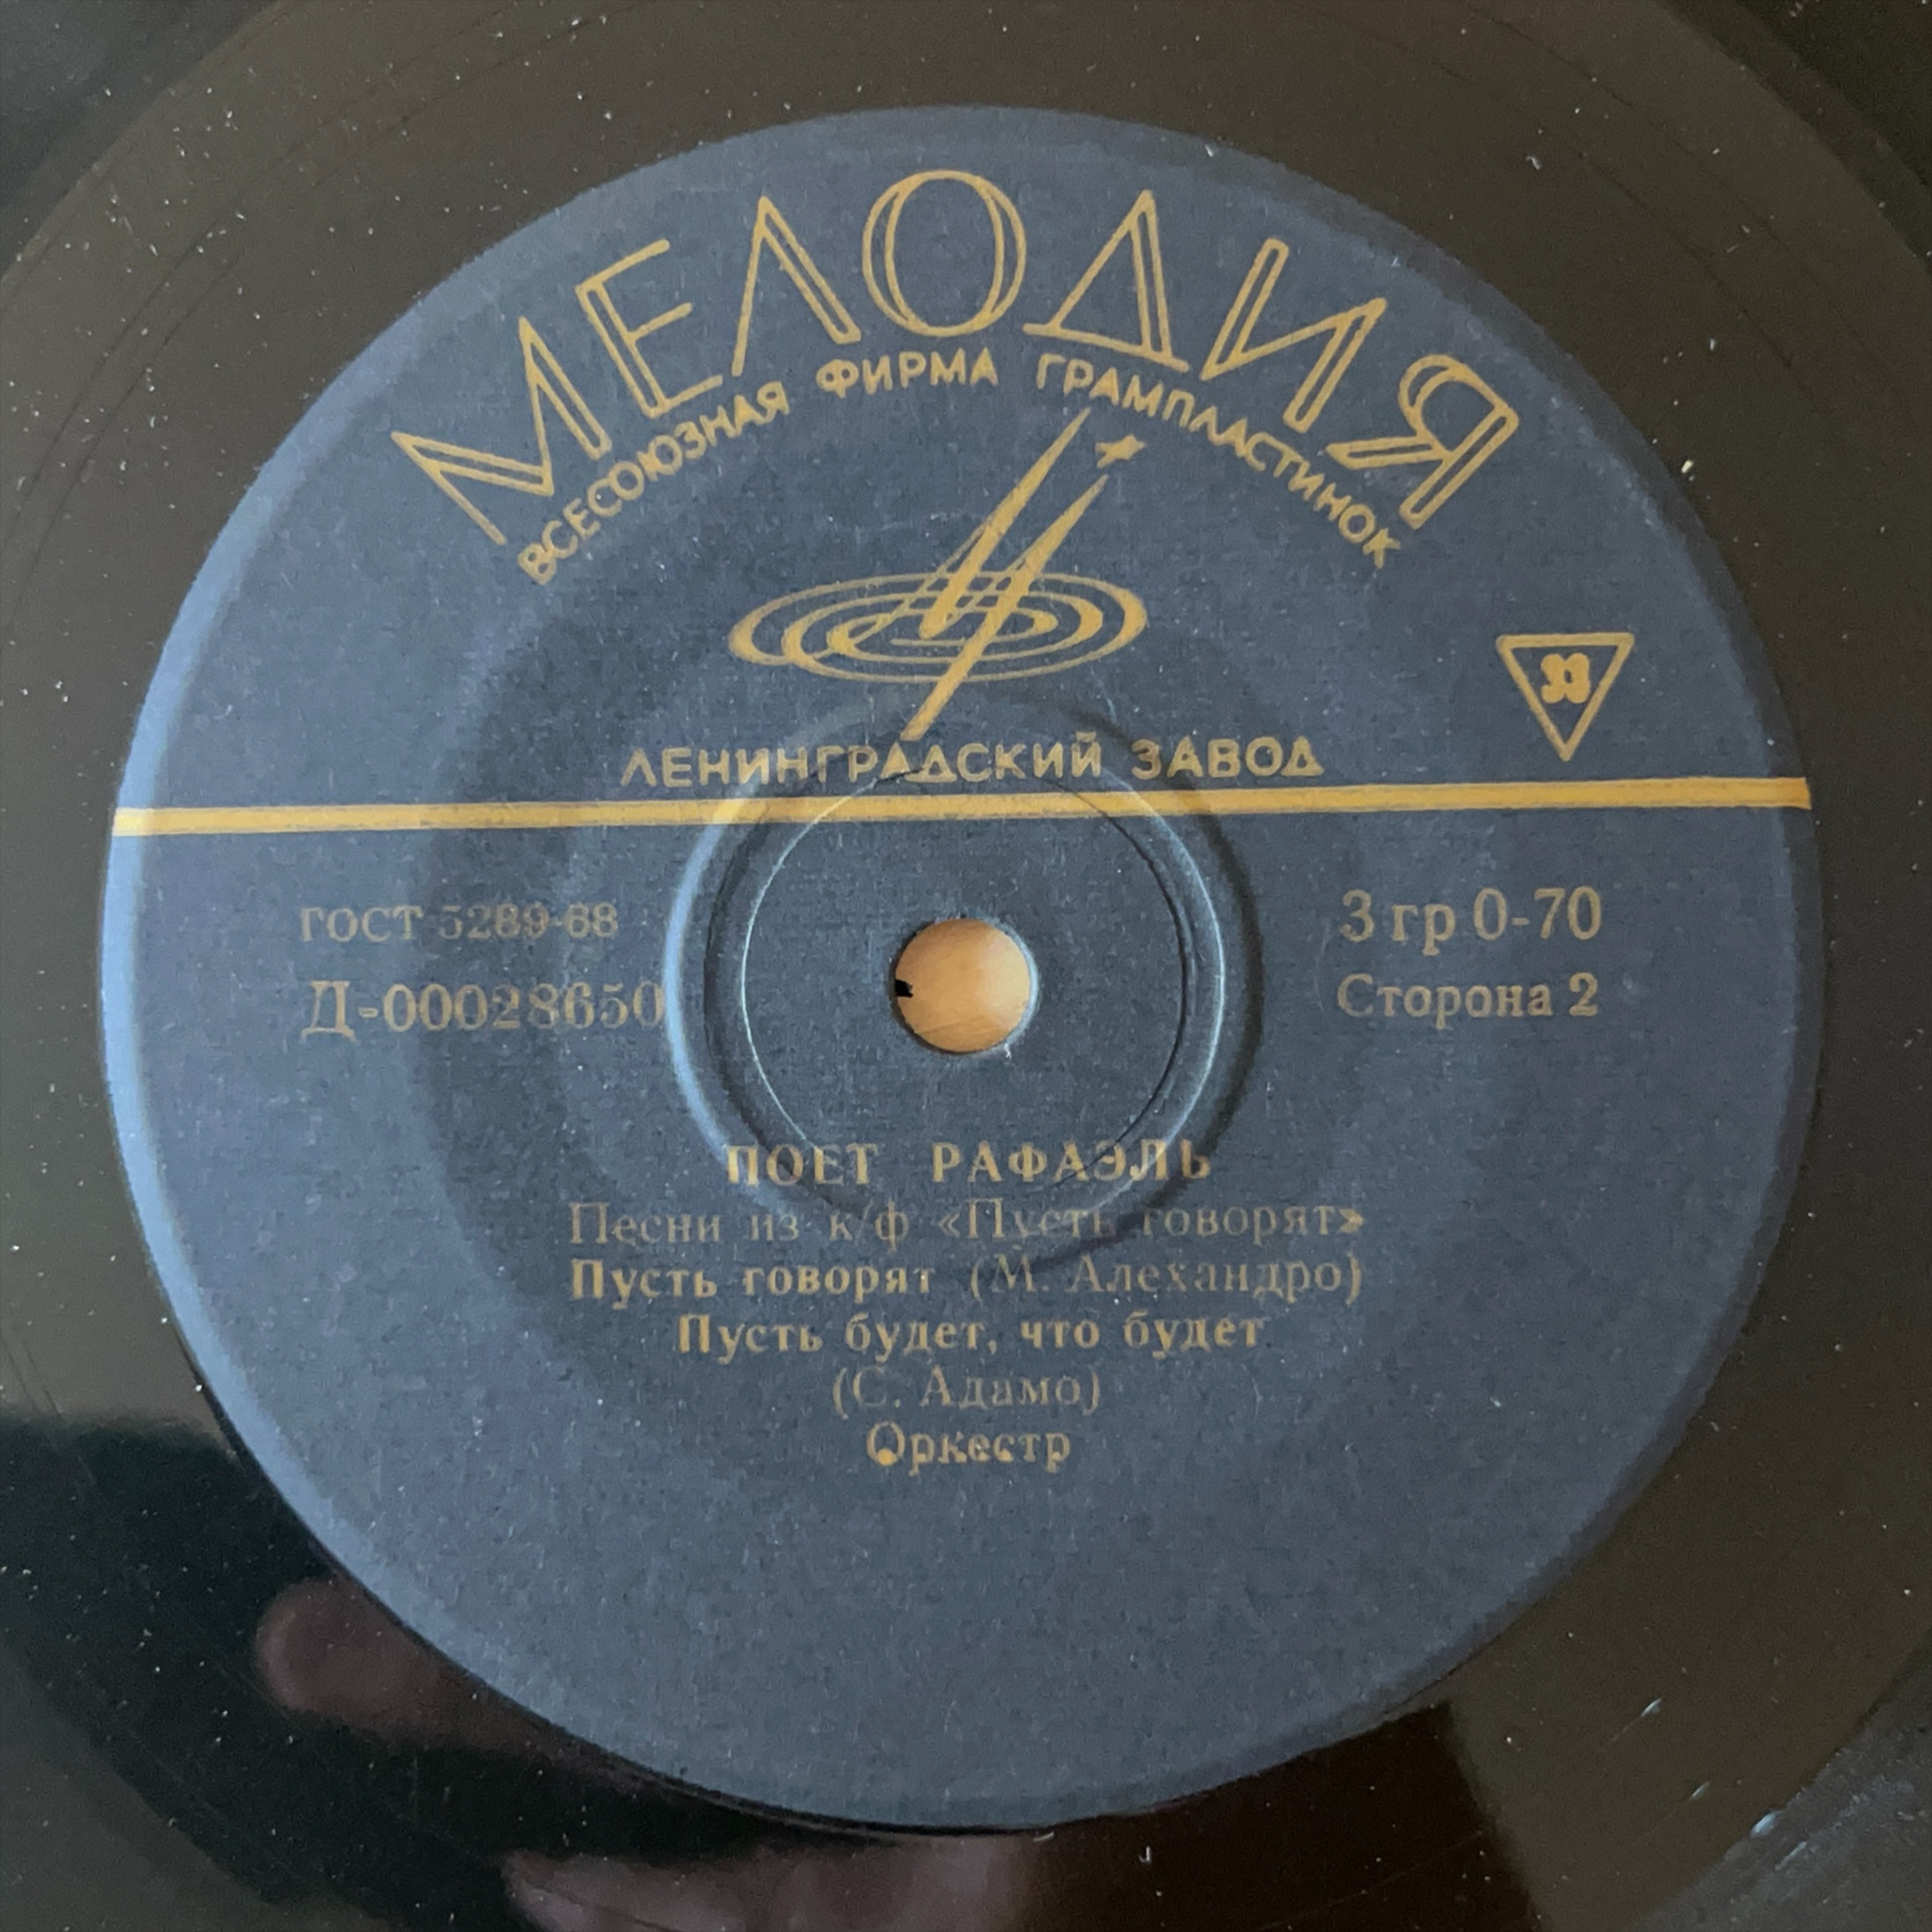 МЕЛОДИЯ
ВСЕСОЮЗНАЯ ФИРМА ГРАМПЛАСТИНОК
33
ЛЕНИНГРАДСКИЙ ЗАВОД
ГОСТ 5289-68
3 гр 0-70
Д-00028650
Сторона 2
ПОЕТ РАФАЭЛЬ
Песни из к/ф «Пусть говорят»
Пусть говорят (М. Алехандро)
Пусть будет, что будет
(С. Адамо)
Оркестр